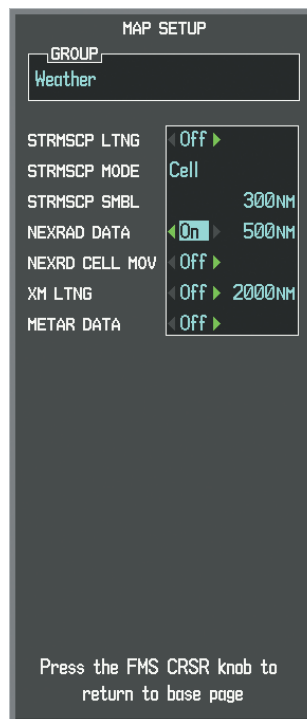 MAP SETUP
GROUP
Weather
STRMSCP LTNG Off
STRMSCP MODE Cell
STRMSCP SMBL 300NM
NEXRAD DATA On 500NM
NEXRD CELL MOV Off
XM LTNG Off 2000NM
METAR DATA Off
Press the FMS CRSR knob to
return to base page